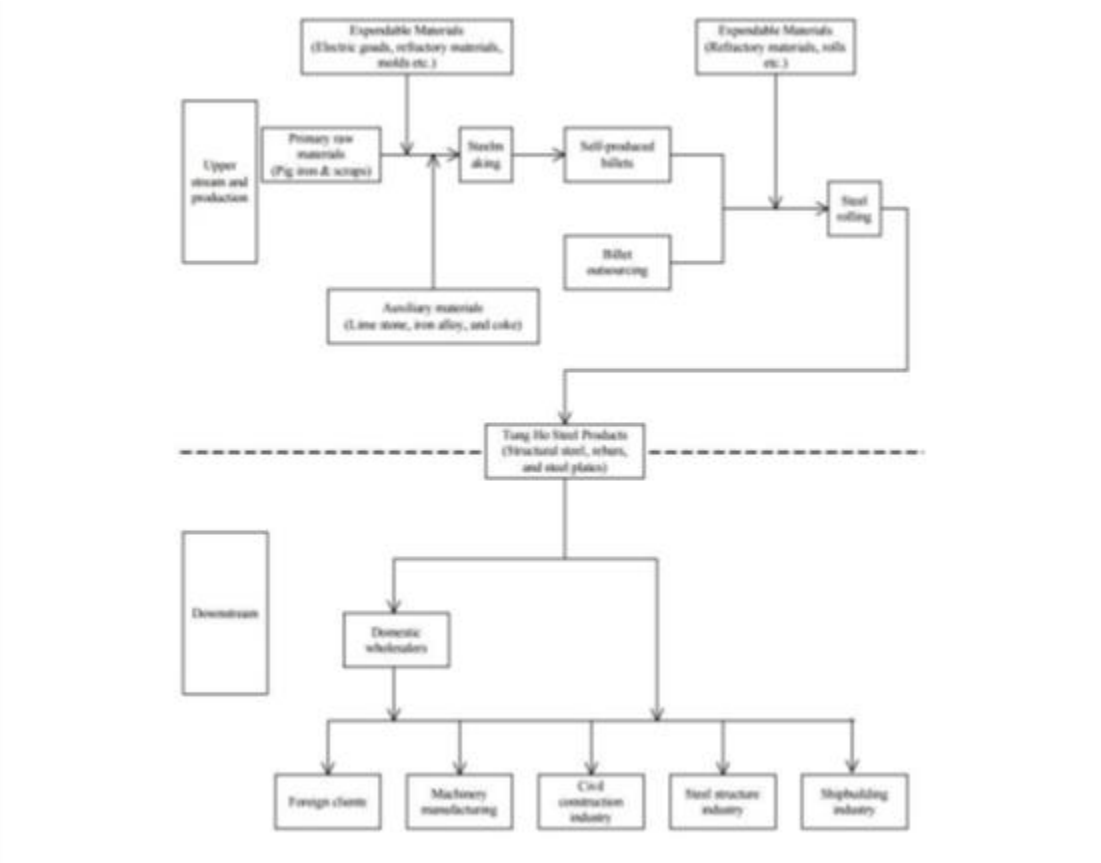 Expendable Materials
(Electric goods, refractory materials,
molds etc.)
Expendable Materials
(Refractory materials, rolls
etc.)
Upper
stream and
production
Primary raw
materials
(Pig iron & scraps)
Steelm
aking
Self-produced
billets
Steel
rolling
Billet
outsourcing
Auxiliary materials
(Lime stone, iron alloy, and coke)
Tung Ho Steel Products
(Structural steel, rebars,
and steel plates)
Downstream
Domestic
wholesalers
Foreign clients
Machinery
manufacturing
Civil
construction
industry
Steel structure
industry
Shipbuilding
industry